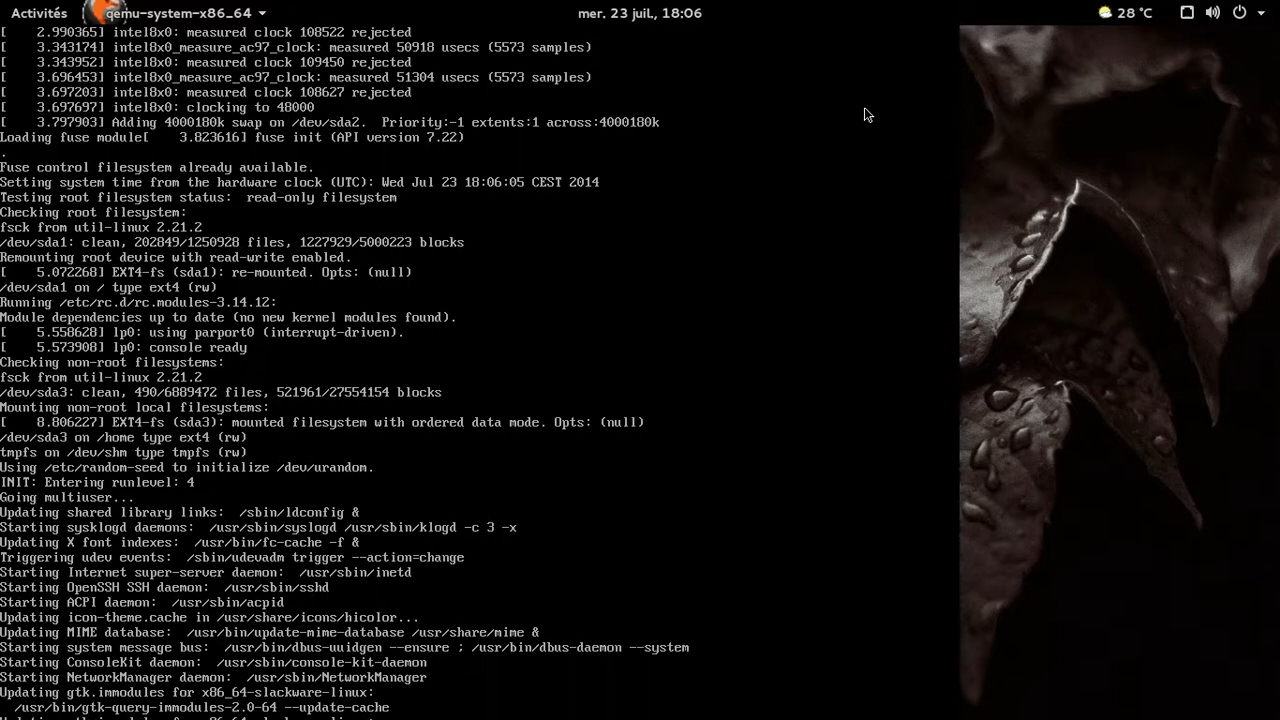 Activités
qemu-system-x86_64
mer. 23 juil., 18:06
28 °C
[    2.990365] intel8x0: measured clock 108522 rejected
[    3.343174] intel8x0_measure_ac97_clock: measured 50918 usecs (5573 samples)
[    3.343952] intel8x0: measured clock 109450 rejected
[    3.696453] intel8x0_measure_ac97_clock: measured 51304 usecs (5573 samples)
[    3.697203] intel8x0: measured clock 108627 rejected
[    3.697697] intel8x0: clocking to 48000
[    3.797903] Adding 4000180k swap on /dev/sda2.  Priority:-1 extents:1 across:4000180k
Loading fuse module[    3.823616] fuse init (API version 7.22)
.
Fuse control filesystem already available.
Setting system time from the hardware clock (UTC): Wed Jul 23 18:06:05 CEST 2014
Testing root filesystem status:  read-only filesystem
Checking root filesystem:
fsck from util-linux 2.21.2
/dev/sda1: clean, 202849/1250928 files, 1227929/5000223 blocks
Remounting root device with read-write enabled.
[    5.072268] EXT4-fs (sda1): re-mounted. Opts: (null)
/dev/sda1 on / type ext4 (rw)
Running /etc/rc.d/rc.modules-3.14.12:
Module dependencies up to date (no new kernel modules found).
[    5.558628] lp0: using parport0 (interrupt-driven).
[    5.573908] lp0: console ready
Checking non-root filesystems:
fsck from util-linux 2.21.2
/dev/sda3: clean, 490/6889472 files, 521961/27554154 blocks
Mounting non-root local filesystems:
[    8.806227] EXT4-fs (sda3): mounted filesystem with ordered data mode. Opts: (null)
/dev/sda3 on /home type ext4 (rw)
tmpfs on /dev/shm type tmpfs (rw)
Using /etc/random-seed to initialize /dev/urandom.
INIT: Entering runlevel: 4
Going multiuser...
Updating shared library links:  /sbin/ldconfig &
Starting sysklogd daemons:  /usr/sbin/syslogd /usr/sbin/klogd -c 3 -x
Updating X font indexes:  /usr/bin/fc-cache -f &
Triggering udev events:  /sbin/udevadm trigger --action=change
Starting Internet super-server daemon:  /usr/sbin/inetd
Starting OpenSSH SSH daemon:  /usr/sbin/sshd
Starting ACPI daemon:  /usr/sbin/acpid
Updating icon-theme.cache in /usr/share/icons/hicolor...
Updating MIME database:  /usr/bin/update-mime-database /usr/share/mime &
Starting system message bus:  /usr/bin/dbus-uuidgen --ensure ; /usr/bin/dbus-daemon --system
Starting ConsoleKit daemon:  /usr/sbin/console-kit-daemon
Starting NetworkManager daemon:  /usr/sbin/NetworkManager
Updating gtk.immodules for x86_64-slackware-linux:
  /usr/bin/gtk-query-immodules-2.0-64 --update-cache